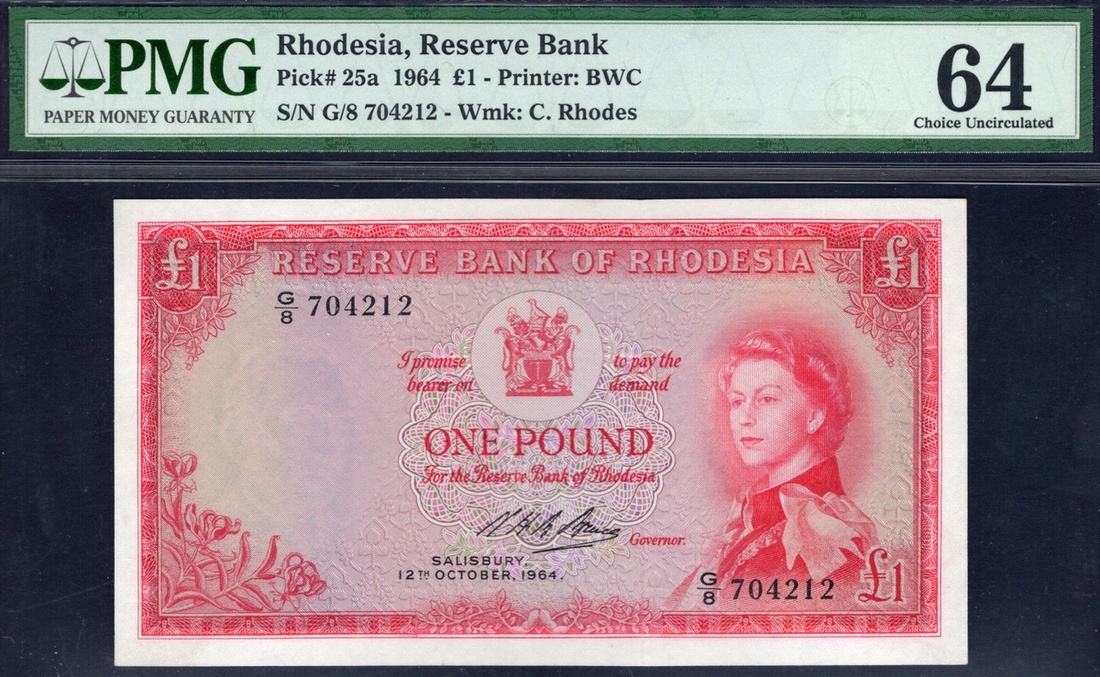 PMG
PAPER MONEY GUARANTY
Rhodesia, Reserve Bank
Pick# 25a 1964 £1 - Printer: BWC
S/N G/8 704212 - Wmk: C. Rhodes
64
Choice Uncirculated
£1
£1
RESERVE BANK OF RHODESIA
G/8 704212
I promise to pay the
bearer on demand
ONE POUND
For the Reserve Bank of Rhodesia
Governor.
SALISBURY,
12TH OCTOBER, 1964.
G/8 704212 £1